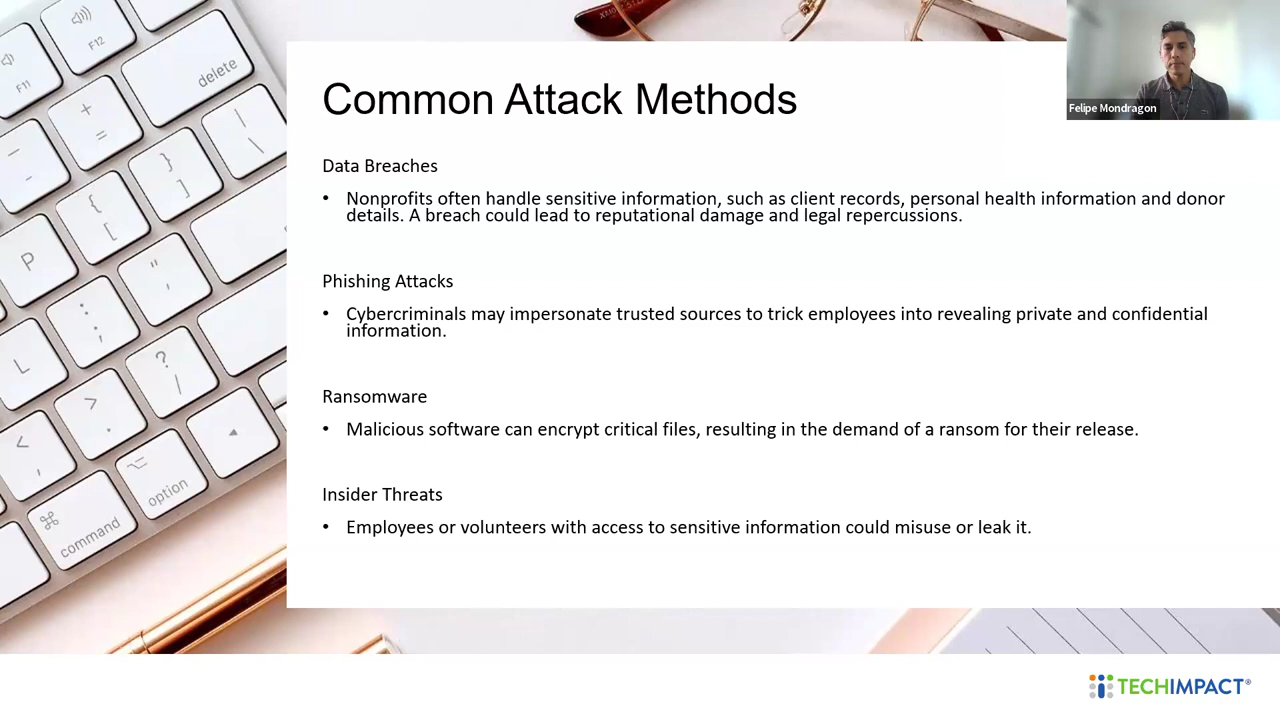 Common Attack Methods
Felipe Mondragon
Data Breaches
• Nonprofits often handle sensitive information, such as client records, personal health information and donor
details. A breach could lead to reputational damage and legal repercussions.
Phishing Attacks
• Cybercriminals may impersonate trusted sources to trick employees into revealing private and confidential
information.
Ransomware
• Malicious software can encrypt critical files, resulting in the demand of a ransom for their release.
Insider Threats
• Employees or volunteers with access to sensitive information could misuse or leak it.
F11
F12
delete
+
=
—
-
}
]
|
\
{
[
P
"
'
:
;
L
?
/
>
.
<
,
⌘
command
⌥
option
TECHIMPACT®